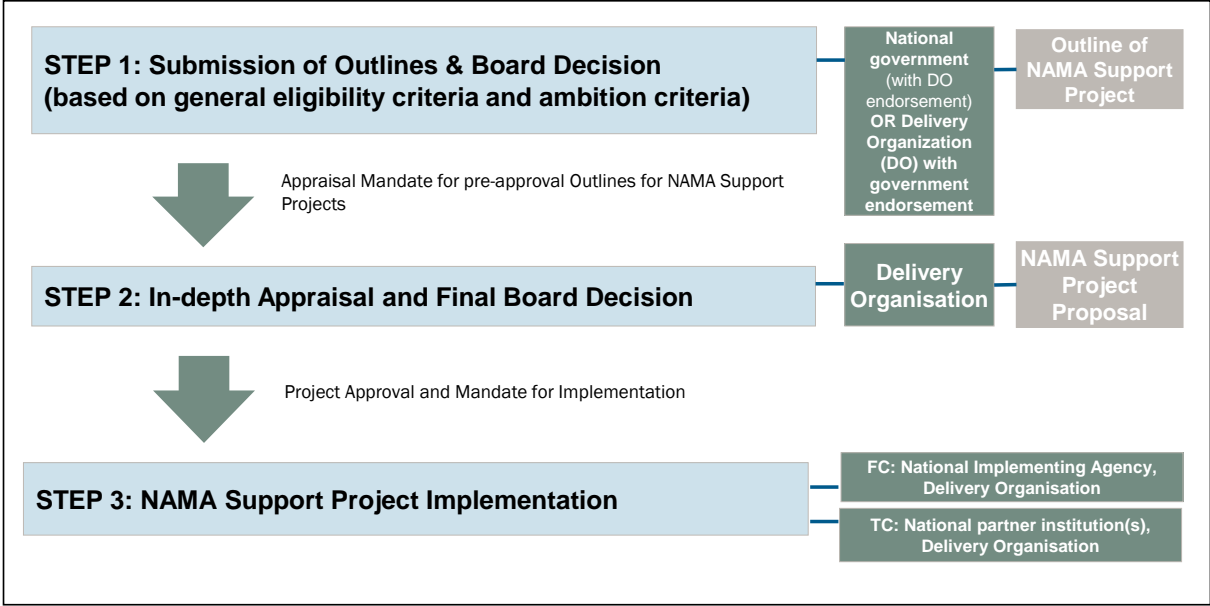 STEP 1: Submission of Outlines & Board Decision
(based on general eligibility criteria and ambition criteria)
National
government
(with DO
endorsement)
OR Delivery
Organization
(DO) with
government
endorsement
Outline of
NAMA Support
Project
Appraisal Mandate for pre-approval Outlines for NAMA Support
Projects
STEP 2: In-depth Appraisal and Final Board Decision
Delivery
Organisation
NAMA Support
Project
Proposal
Project Approval and Mandate for Implementation
STEP 3: NAMA Support Project Implementation
FC: National Implementing Agency,
Delivery Organisation
TC: National partner institution(s),
Delivery Organisation